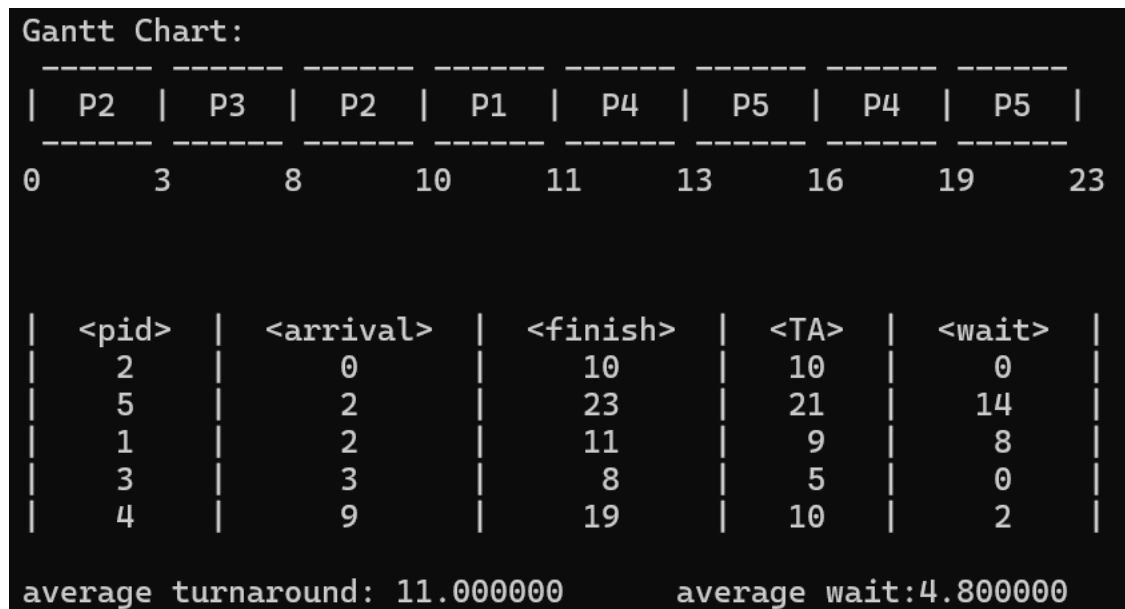 Gantt Chart:
 ------ ------ ------ ------ ------ ------ ------ ------
|  P2  |  P3  |  P2  |  P1  |  P4  |  P5  |  P4  |  P5  |
 ------ ------ ------ ------ ------ ------ ------ ------
0      3      8      10     11     13     16     19     23
|  <pid>  |  <arrival>  |  <finish>  |  <TA>  |  <wait>  |
|    2    |      0      |     10     |   10   |    0     |
|    5    |      2      |     23     |   21   |   14     |
|    1    |      2      |     11     |    9   |    8     |
|    3    |      3      |      8     |    5   |    0     |
|    4    |      9      |     19     |   10   |    2     |
average turnaround: 11.000000      average wait:4.800000